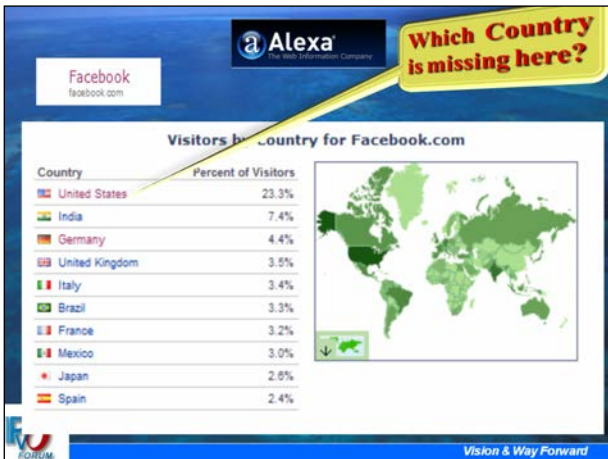 Alexa
The Web Information Company
Which Country
is missing here?
Facebook
facebook.com
Visitors by Country for Facebook.com
Country Percent of Visitors
United States 23.3%
India 7.4%
Germany 4.4%
United Kingdom 3.5%
Italy 3.4%
Brazil 3.3%
France 3.2%
Mexico 3.0%
Japan 2.6%
Spain 2.4%
FORUM
Vision & Way Forward